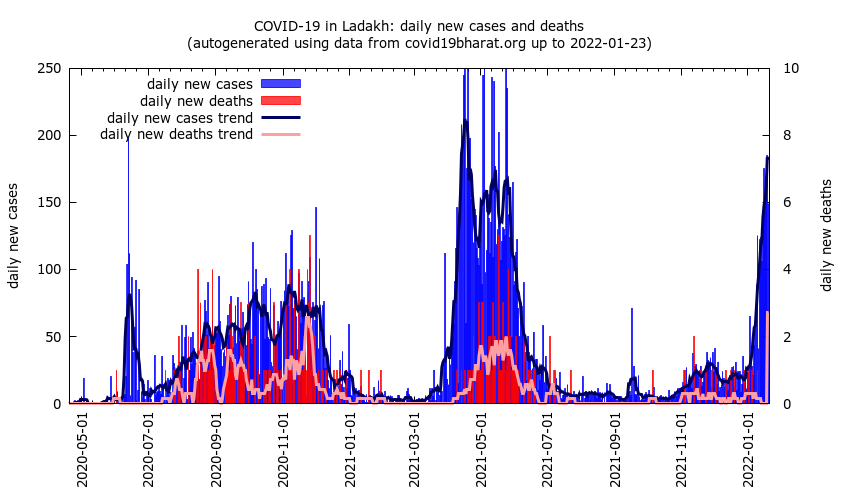 COVID-19 in Ladakh: daily new cases and deaths
(autogenerated using data from covid19bharat.org up to 2022-01-23)
daily new cases
daily new deaths
daily new cases trend
daily new deaths trend
250
200
150
100
50
0
daily new cases
10
8
6
4
2
0
daily new deaths
2020-05-01
2020-07-01
2020-09-01
2020-11-01
2021-01-01
2021-03-01
2021-05-01
2021-07-01
2021-09-01
2021-11-01
2022-01-01